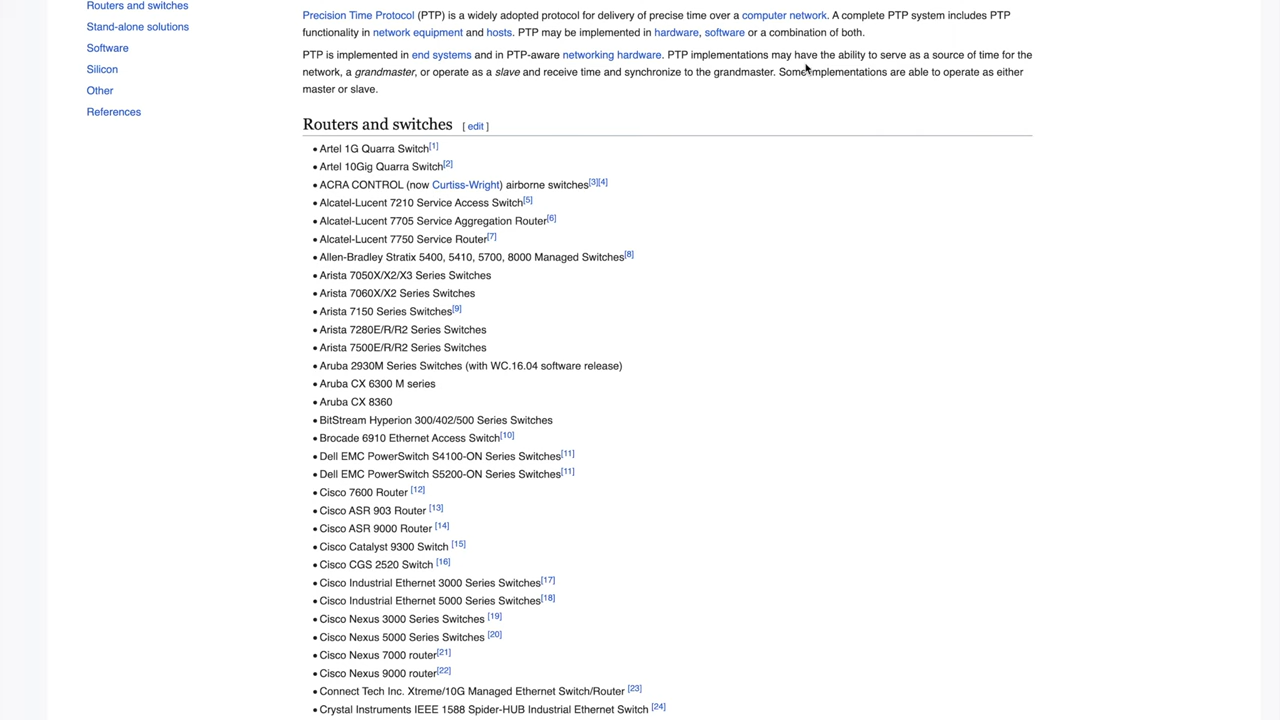 Routers and switches
Stand-alone solutions
Software
Silicon
Other
References
Precision Time Protocol (PTP) is a widely adopted protocol for delivery of precise time over a computer network. A complete PTP system includes PTP
functionality in network equipment and hosts. PTP may be implemented in hardware, software or a combination of both.
PTP is implemented in end systems and in PTP-aware networking hardware. PTP implementations may have the ability to serve as a source of time for the
network, a grandmaster, or operate as a slave and receive time and synchronize to the grandmaster. Some implementations are able to operate as either
master or slave.
Routers and switches [ edit ]
• Artel 1G Quarra Switch[1]
• Artel 10Gig Quarra Switch[2]
• ACRA CONTROL (now Curtiss-Wright) airborne switches[3][4]
• Alcatel-Lucent 7210 Service Access Switch[5]
• Alcatel-Lucent 7705 Service Aggregation Router[6]
• Alcatel-Lucent 7750 Service Router[7]
• Allen-Bradley Stratix 5400, 5410, 5700, 8000 Managed Switches[8]
• Arista 7050X/X2/X3 Series Switches
• Arista 7060X/X2 Series Switches
• Arista 7150 Series Switches[9]
• Arista 7280E/R/R2 Series Switches
• Arista 7500E/R/R2 Series Switches
• Aruba 2930M Series Switches (with WC.16.04 software release)
• Aruba CX 6300 M series
• Aruba CX 8360
• BitStream Hyperion 300/402/500 Series Switches
• Brocade 6910 Ethernet Access Switch[10]
• Dell EMC PowerSwitch S4100-ON Series Switches[11]
• Dell EMC PowerSwitch S5200-ON Series Switches[11]
• Cisco 7600 Router [12]
• Cisco ASR 903 Router [13]
• Cisco ASR 9000 Router [14]
• Cisco Catalyst 9300 Switch [15]
• Cisco CGS 2520 Switch [16]
• Cisco Industrial Ethernet 3000 Series Switches[17]
• Cisco Industrial Ethernet 5000 Series Switches[18]
• Cisco Nexus 3000 Series Switches [19]
• Cisco Nexus 5000 Series Switches [20]
• Cisco Nexus 7000 router[21]
• Cisco Nexus 9000 router[22]
• Connect Tech Inc. Xtreme/10G Managed Ethernet Switch/Router [23]
• Crystal Instruments IEEE 1588 Spider-HUB Industrial Ethernet Switch [24]